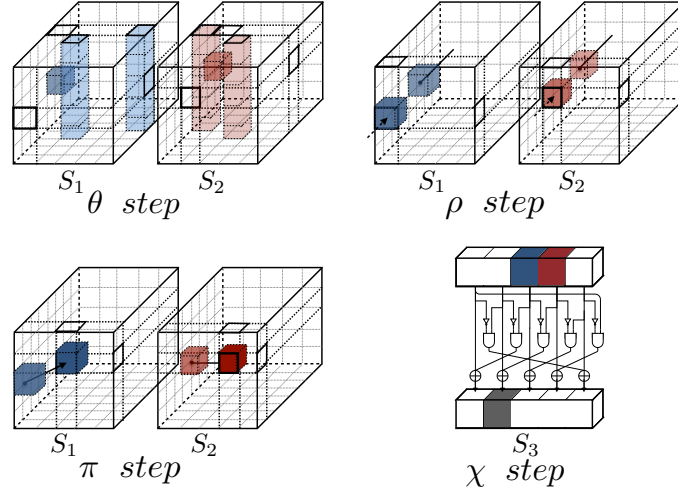 S₁ S₂
θ step
S₁ S₂
ρ step
S₁ S₂
π step
S₃
χ step